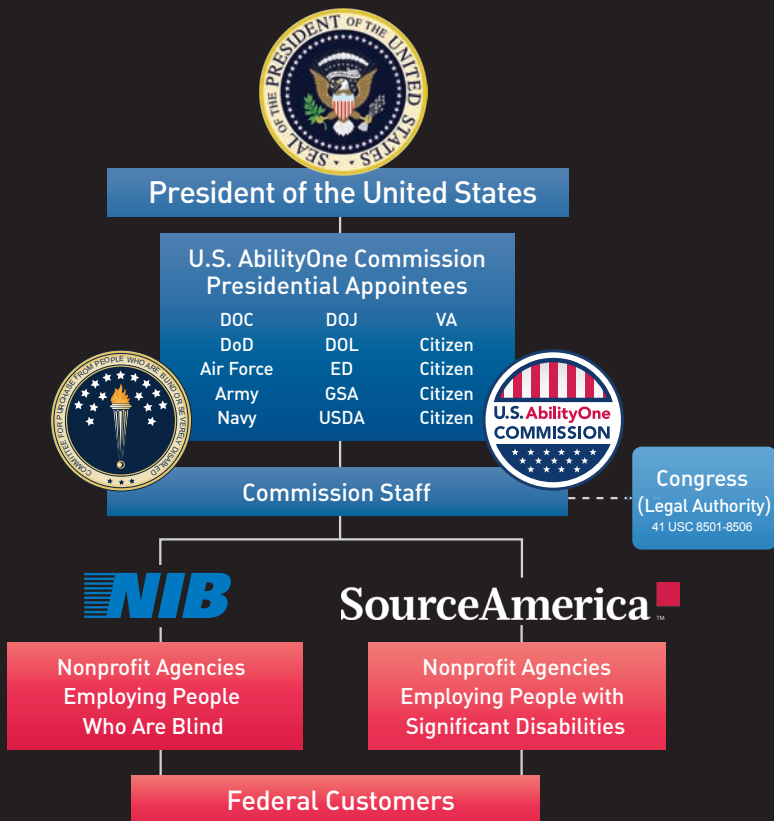 SEAL OF THE PRESIDENT OF THE UNITED STATES
President of the United States
U.S. AbilityOne Commission
Presidential Appointees
DOC DOJ VA
DoD DOL Citizen
Air Force ED Citizen
Army GSA Citizen
Navy USDA Citizen
COMMITTEE FOR PURCHASE FROM PEOPLE WHO ARE BLIND OR SEVERELY DISABLED
U.S. AbilityOne
COMMISSION
Commission Staff
Congress
(Legal Authority)
41 USC 8501-8506
NIB
SourceAmerica
TM
Nonprofit Agencies
Employing People
Who Are Blind
Nonprofit Agencies
Employing People with
Significant Disabilities
Federal Customers